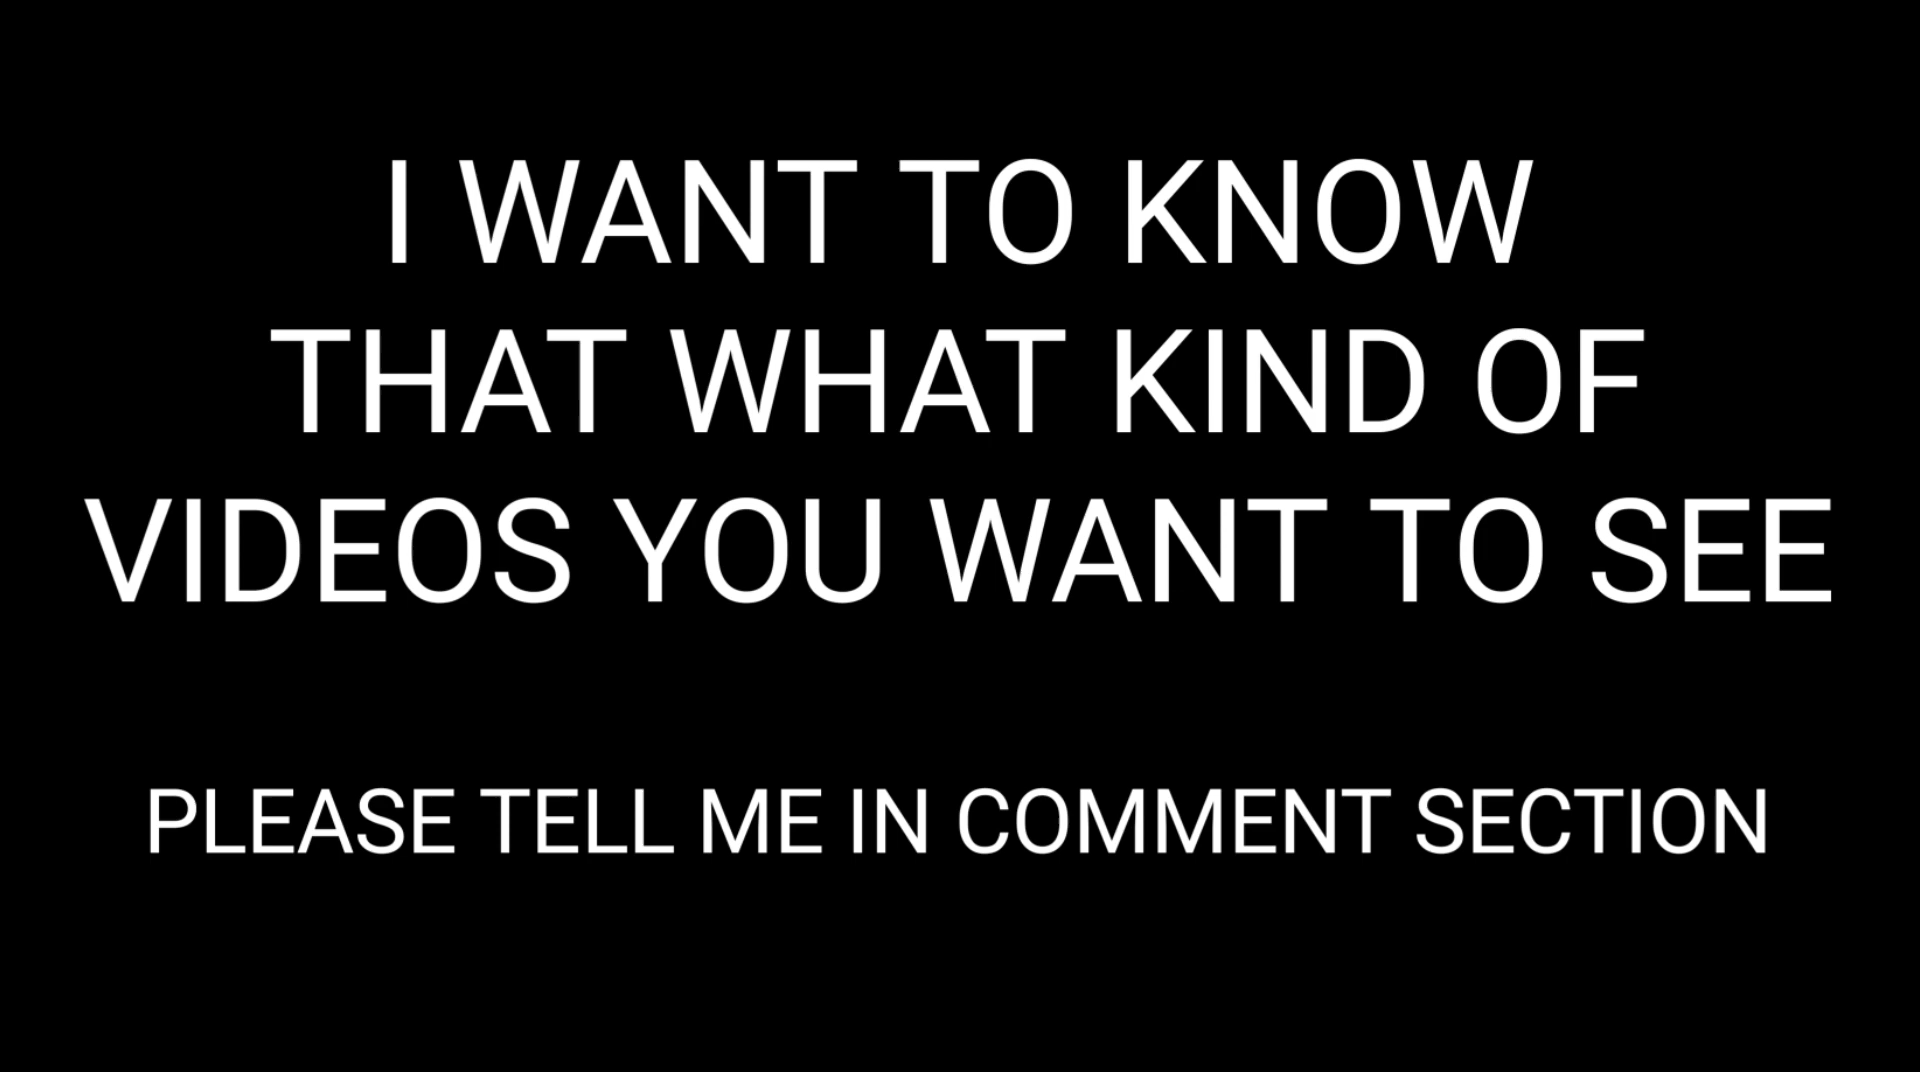 I WANT TO KNOW
THAT WHAT KIND OF
VIDEOS YOU WANT TO SEE
PLEASE TELL ME IN COMMENT SECTION